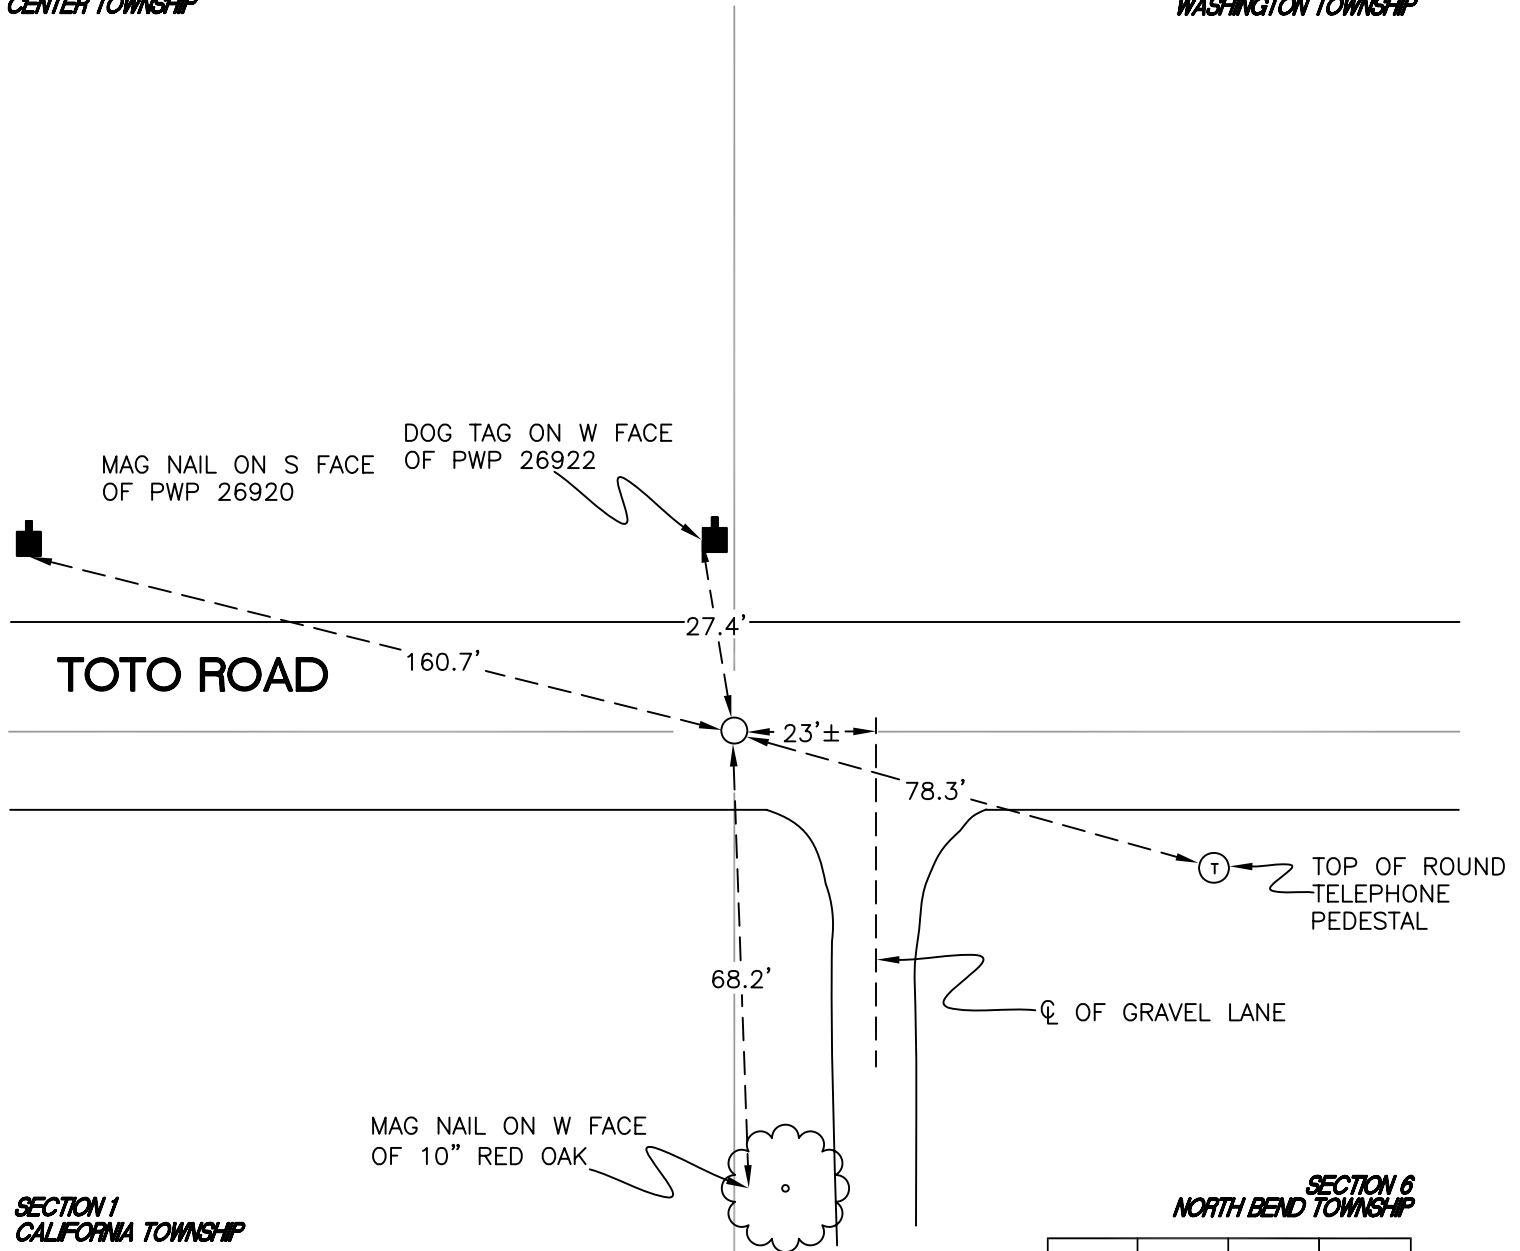 CENTER TOWNSHIP
WASHINGTON TOWNSHIP
DOG TAG ON W FACE
OF PWP 26922
MAG NAIL ON S FACE
OF PWP 26920
27.4'
TOTO ROAD
160.7'
23'±
78.3'
T
TOP OF ROUND
TELEPHONE
PEDESTAL
68.2'
℄ OF GRAVEL LANE
MAG NAIL ON W FACE
OF 10” RED OAK
SECTION 1
CALIFORNIA TOWNSHIP
SECTION 6
NORTH BEND TOWNSHIP